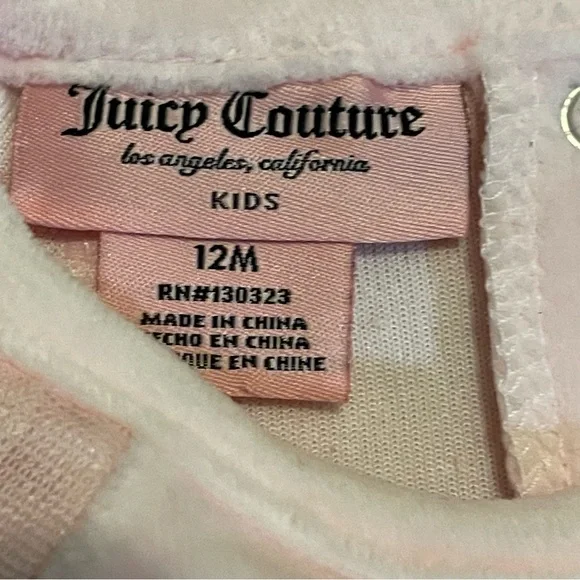 Juicy Couture
los angeles, california
KIDS
12M
RN#130323
MADE IN CHINA
ECHO EN CHINA
QUE EN CHINE